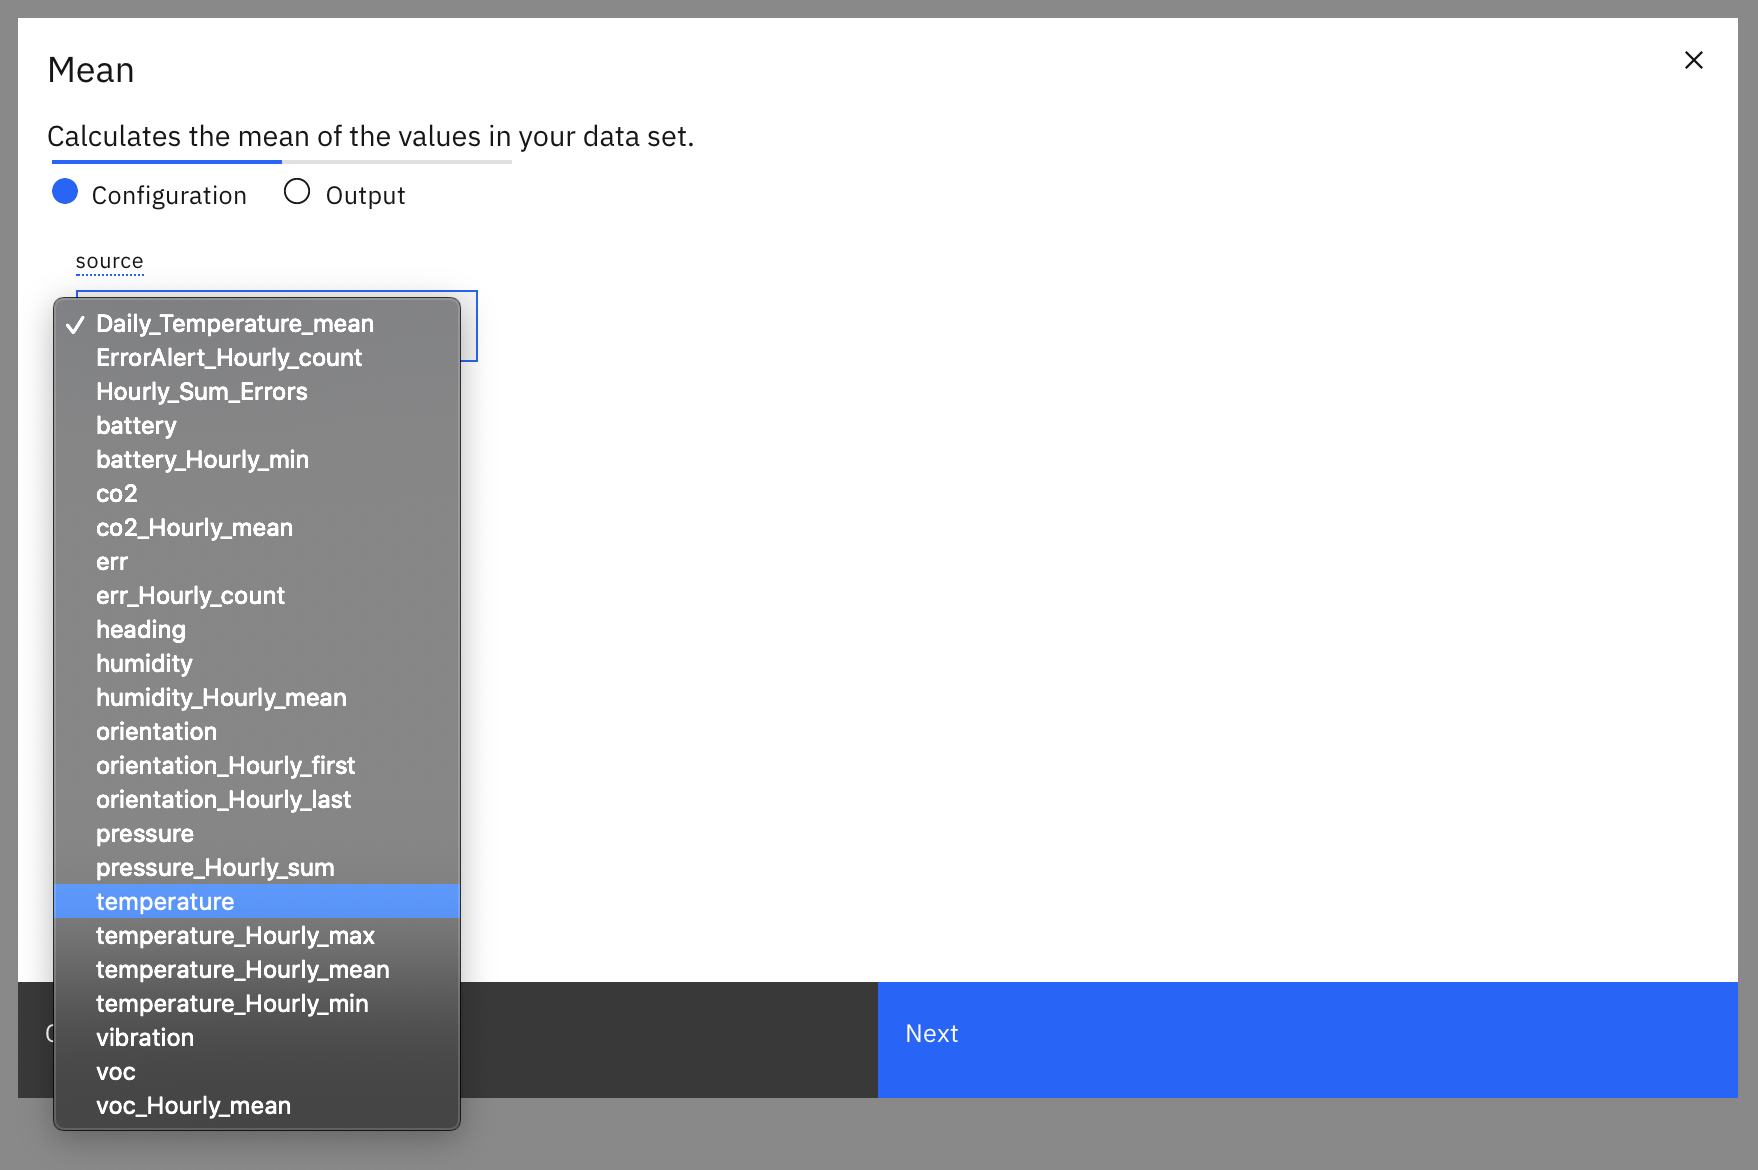 Mean
Calculates the mean of the values in your data set.
Configuration
Output
source
Daily_Temperature_mean
ErrorAlert_Hourly_count
Hourly_Sum_Errors
battery
battery_Hourly_min
co2
co2_Hourly_mean
err
err_Hourly_count
heading
humidity
humidity_Hourly_mean
orientation
orientation_Hourly_first
orientation_Hourly_last
pressure
pressure_Hourly_sum
temperature
temperature_Hourly_max
temperature_Hourly_mean
temperature_Hourly_min
vibration
voc
voc_Hourly_mean
Next